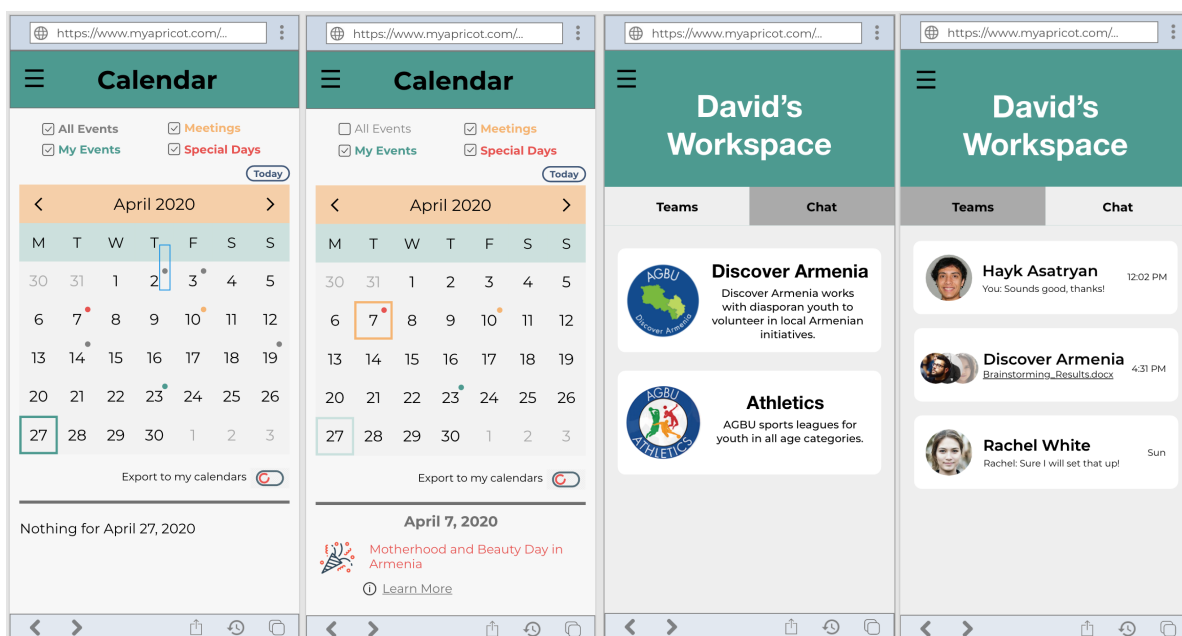 https://www.myapricot.com/...
Calendar
All Events
Meetings
My Events
Special Days
Today
April 2020
M T W T F S S
30 31 1 2 3 4 5
6 7 8 9 10 11 12
13 14 15 16 17 18 19
20 21 22 23 24 25 26
27 28 29 30 1 2 3
Export to my calendars
Nothing for April 27, 2020
https://www.myapricot.com/...
Calendar
All Events
Meetings
My Events
Special Days
Today
April 2020
M T W T F S S
30 31 1 2 3 4 5
6 7 8 9 10 11 12
13 14 15 16 17 18 19
20 21 22 23 24 25 26
27 28 29 30 1 2 3
Export to my calendars
April 7, 2020
Motherhood and Beauty Day in
Armenia
Learn More
https://www.myapricot.com/...
David's
Workspace
Teams
Chat
AGBU
Discover Armenia
Discover Armenia
Discover Armenia works
with diasporan youth to
volunteer in local Armenian
initiatives.
AGBU
ATHLETICS
Athletics
AGBU sports leagues for
youth in all age categories.
https://www.myapricot.com/...
David's
Workspace
Teams
Chat
Hayk Asatryan
12:02 PM
You: Sounds good, thanks!
Discover Armenia
4:31 PM
Brainstorming_Results.docx
Rachel White
Sun
Rachel: Sure I will set that up!